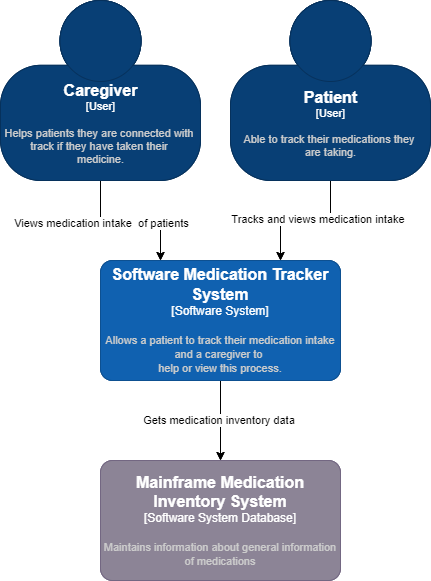 Caregiver
[User]
Helps patients they are connected with
track if they have taken their
medicine.
Patient
[User]
Able to track their medications they
are taking.
Views medication intake of patients
Tracks and views medication intake
Software Medication Tracker
System
[Software System]
Allows a patient to track their medication intake
and a caregiver to
help or view this process.
Gets medication inventory data
Mainframe Medication
Inventory System
[Software System Database]
Maintains information about general information
of medications